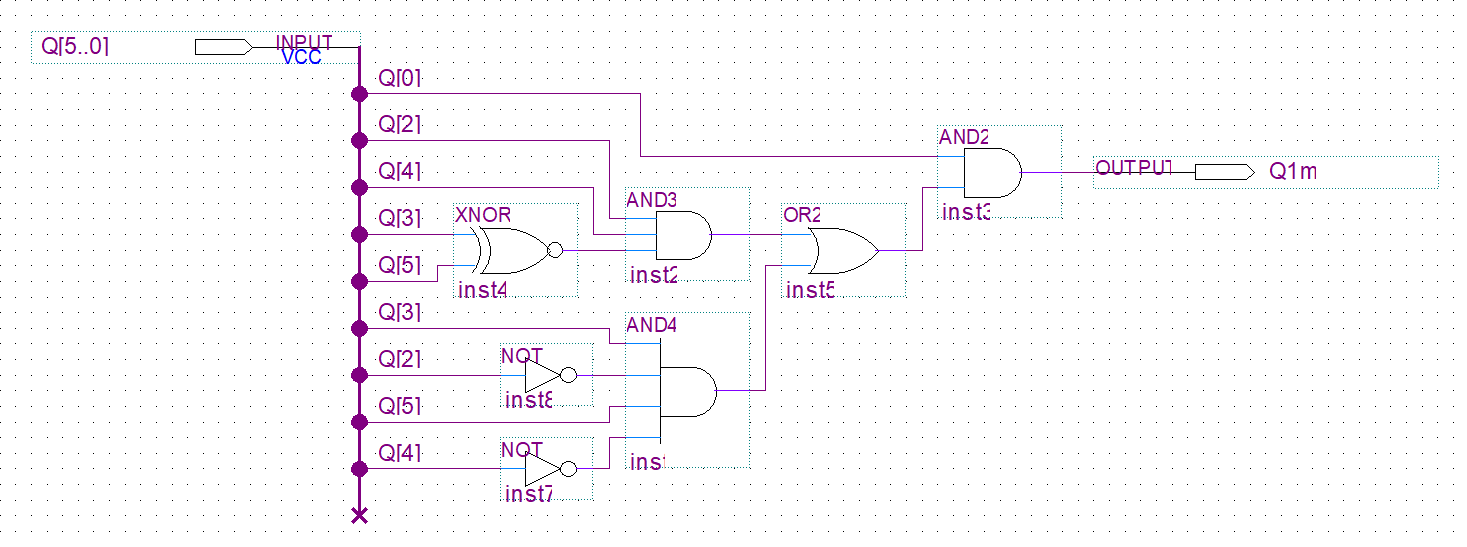 Q[5..0]
INPUT
VCC
Q[0]
Q[2]
Q[4]
Q[3]
Q[5]
Q[3]
Q[2]
Q[5]
Q[4]
XNOR
inst4
AND3
inst2
NOT
inst8
NOT
inst7
AND4
inst
OR2
inst5
AND2
inst3
OUTPUT
Q1m